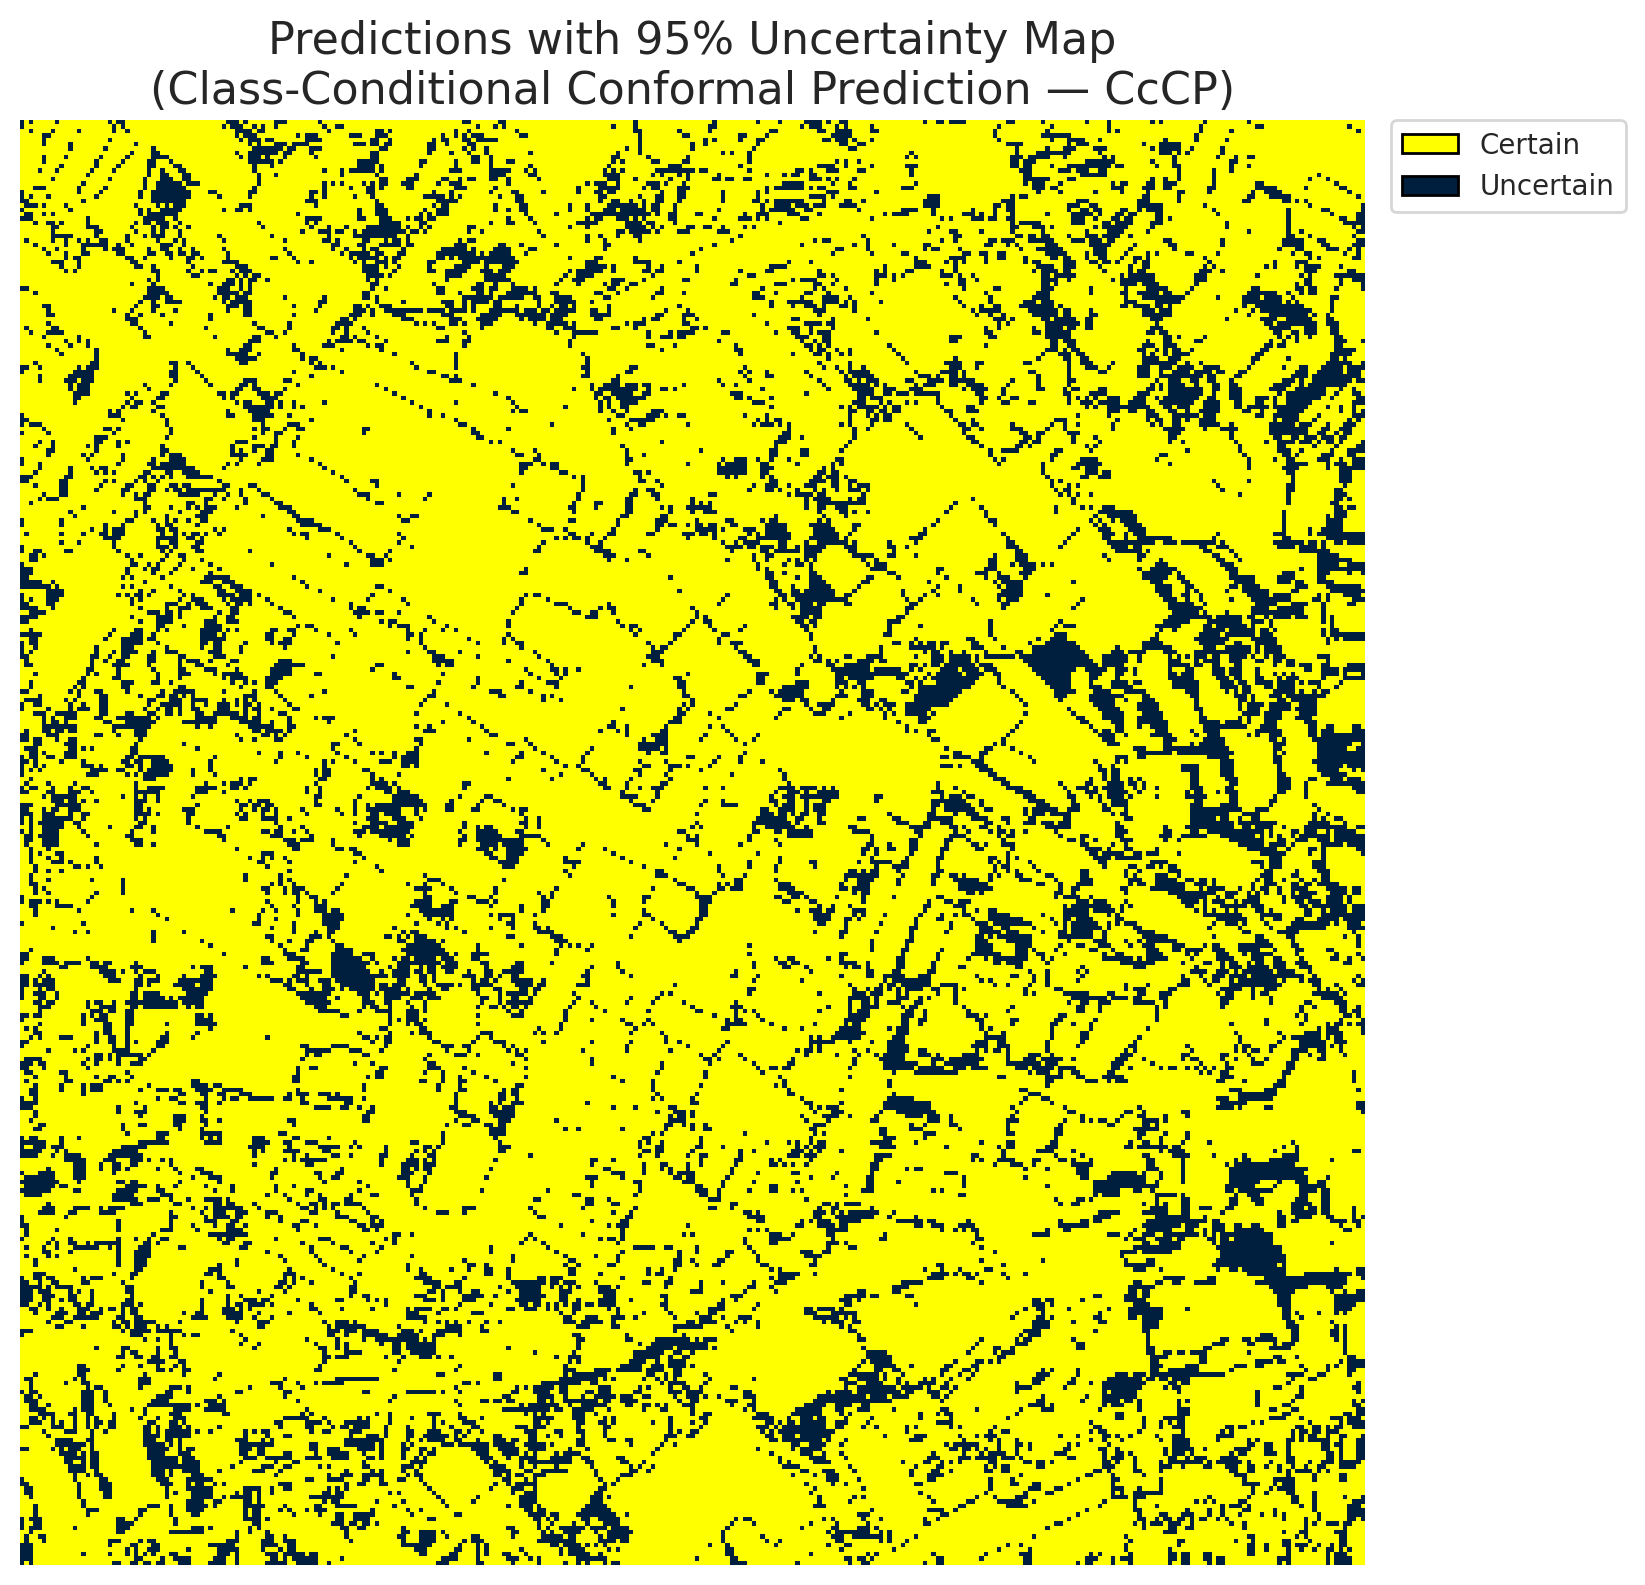 Predictions with 95% Uncertainty Map
(Class-Conditional Conformal Prediction — CcCP)
Certain
Uncertain